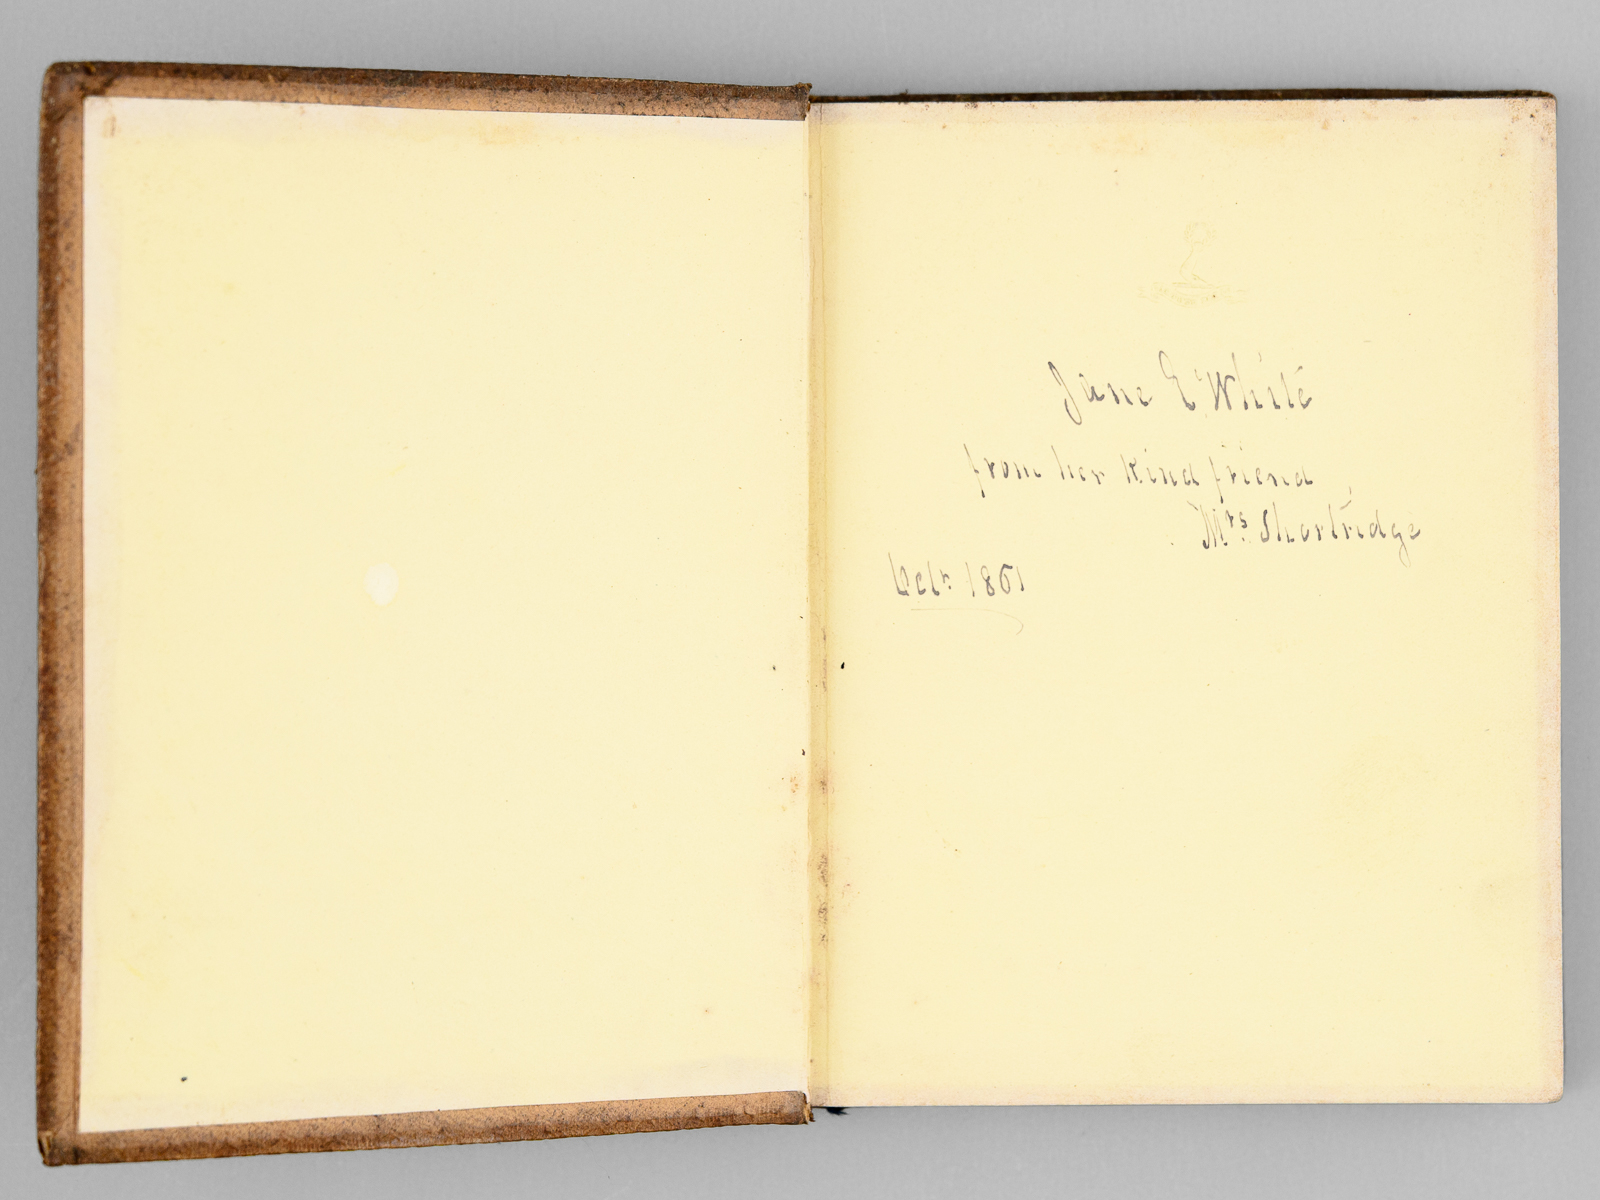 Jane E White
from her kind friend
Mrs. Shortridge
Octr. 1861